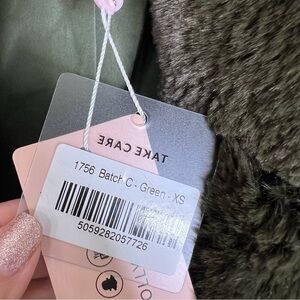 TAKE CARE
1756 Batch C - Green - XS
5059282057726